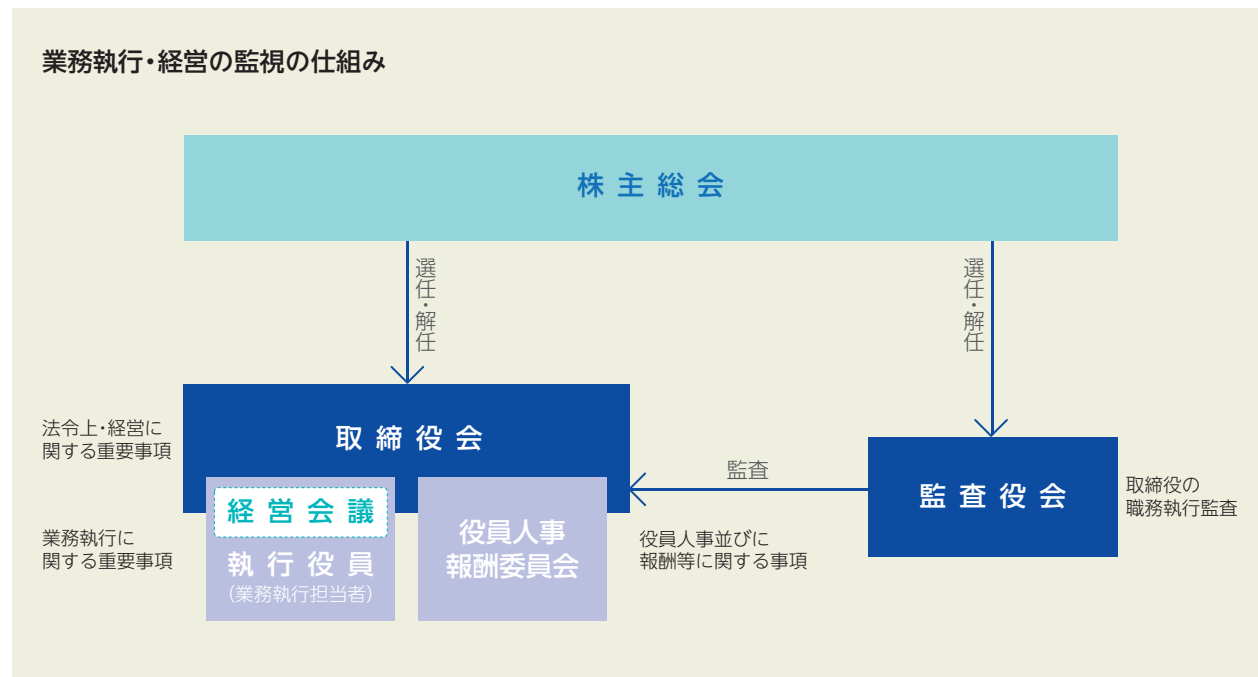 業務執行・経営の監視の仕組み
株主総会
選任・解任
選任・解任
法令上・経営に
関する重要事項
取締役会
監査
監査役会
取締役の
職務執行監査
業務執行に
関する重要事項
経営会議
執行役員
(業務執行担当者)
役員人事
報酬委員会
役員人事並びに
報酬等に関する事項